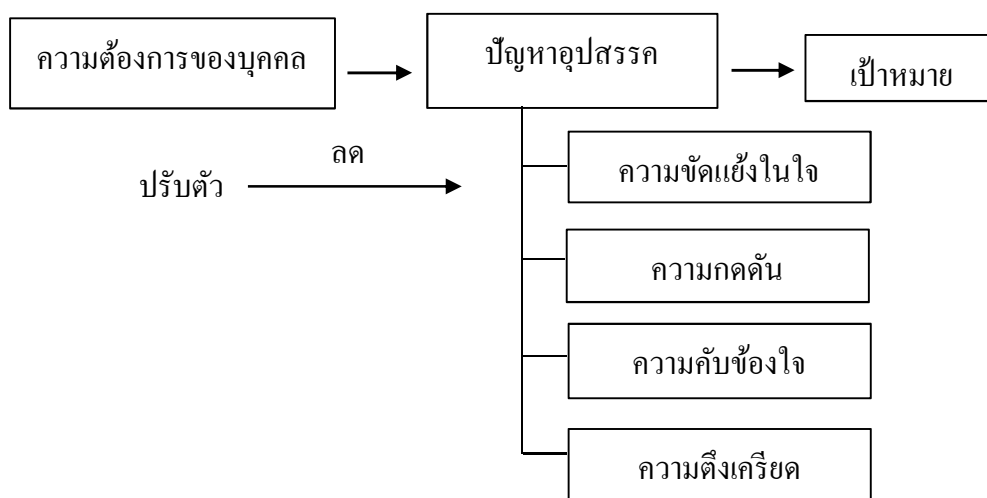 ความต้องการของบุคคล
ปัญหาอุปสรรค
เป้าหมาย
ลด
ปรับตัว
ความขัดแย้งในใจ
ความกดดัน
ความคับข้องใจ
ความตึงเครียด